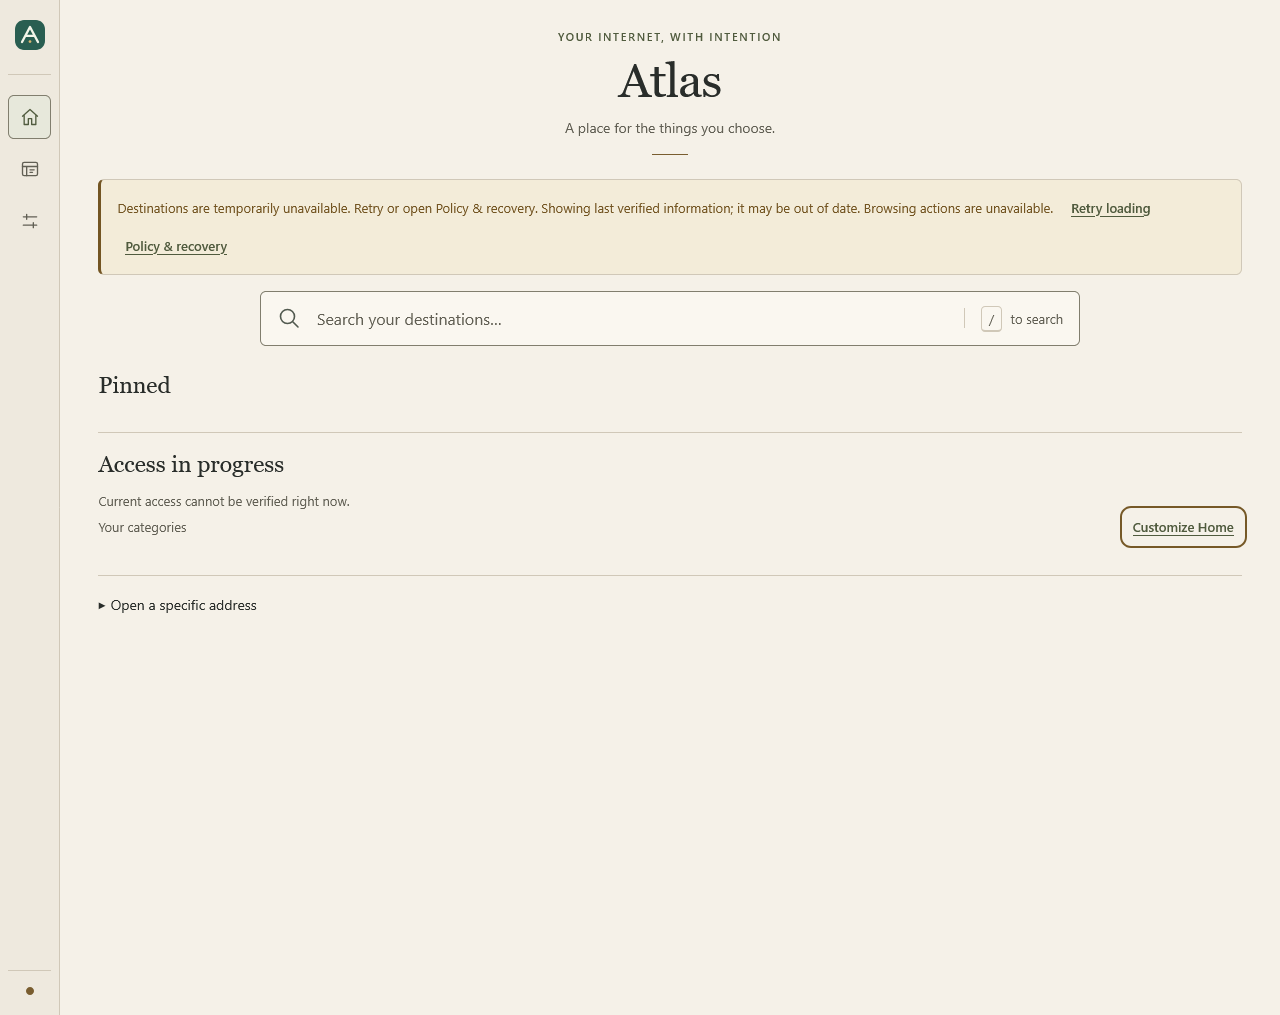 YOUR INTERNET, WITH INTENTION
Atlas
A place for the things you choose.
Destinations are temporarily unavailable. Retry or open Policy & recovery. Showing last verified information; it may be out of date. Browsing actions are unavailable. Retry loading
Policy & recovery
Search your destinations... / to search
Pinned
Access in progress
Current access cannot be verified right now.
Your categories Customize Home
Open a specific address